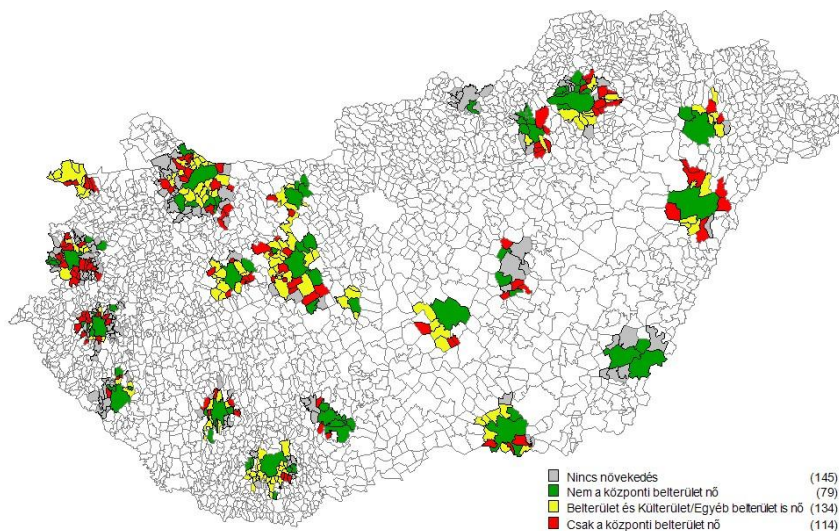 Nincs növekedés (145)
Nem a központi belterület nő (79)
Belterület és Külterület/Egyéb belterület is nő (134)
Csak a központi belterület nő (114)